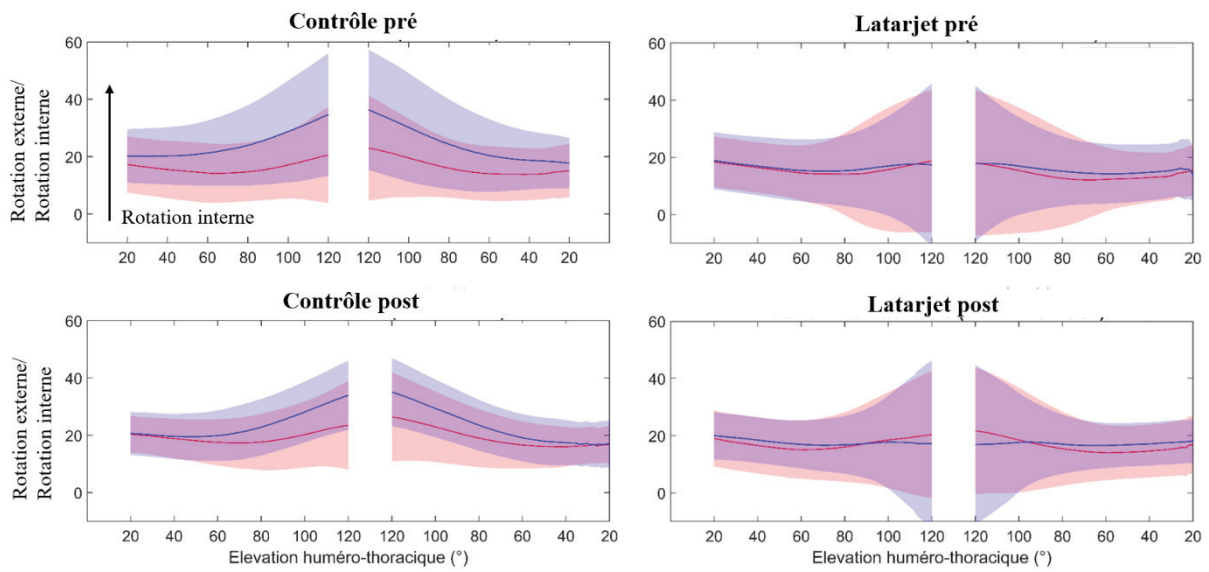 Contrôle pré
Rotation externe/
Rotation interne
60
40
20
0
Rotation interne
20 40 60 80 100 120 120 100 80 60 40 20
Latarjet pré
60
40
20
0
20 40 60 80 100 120 120 100 80 60 40 20
Contrôle post
Rotation externe/
Rotation interne
60
40
20
0
20 40 60 80 100 120 120 100 80 60 40 20
Elevation huméro-thoracique (°)
Latarjet post
60
40
20
0
20 40 60 80 100 120 120 100 80 60 40 20
Elevation huméro-thoracique (°)